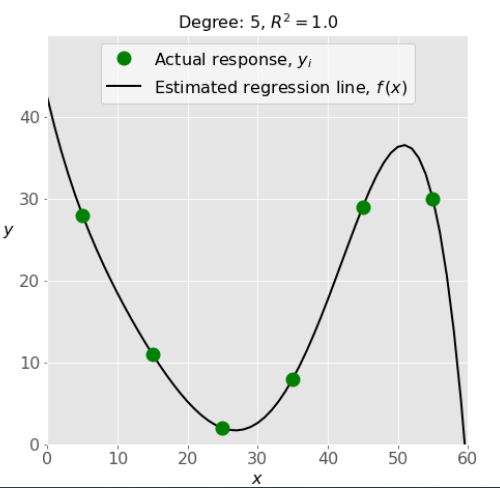 Degree: 5, R² = 1.0
Actual response, yᵢ
Estimated regression line, f(x)
40
30
y
20
10
0
0 10 20 30 40 50 60
x